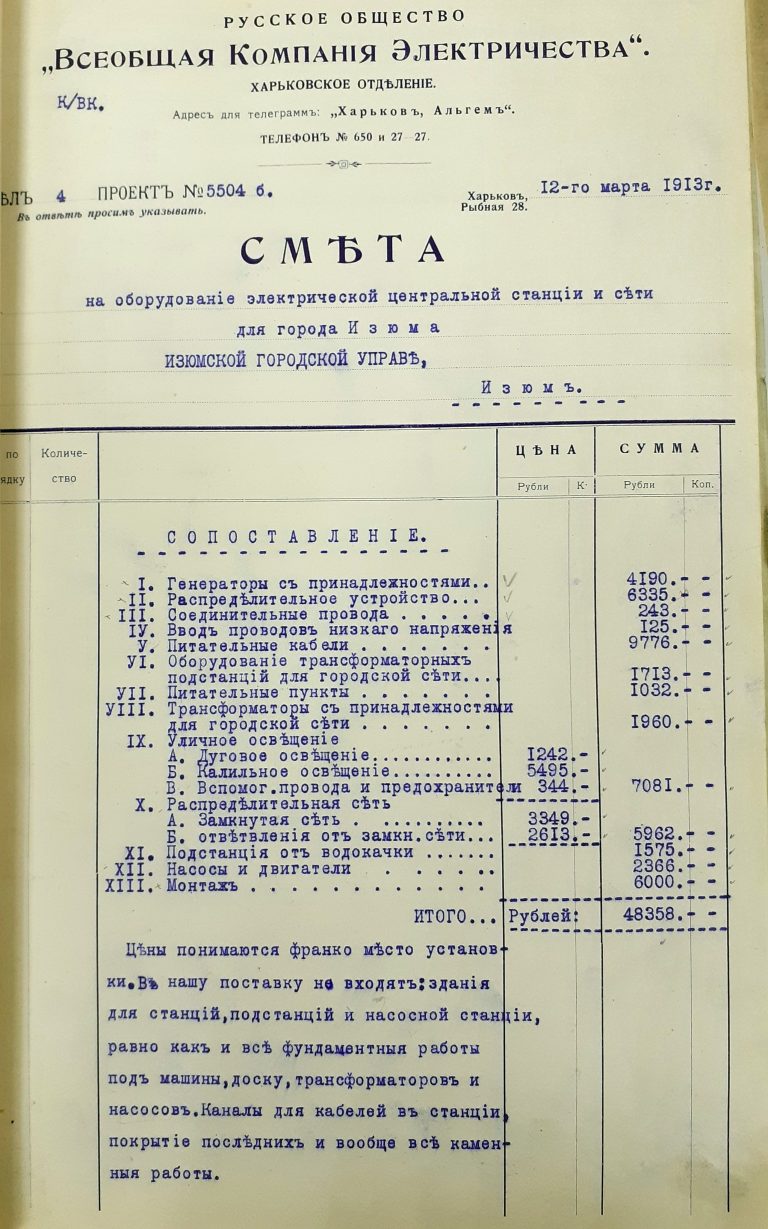 РУССКОЕ ОБЩЕСТВО
„Всеобщая Компанія Электричества“.
ХАРЬКОВСКОЕ ОТДѢЛЕНІЕ.
К/ВК.
Адресъ для телеграммъ: „Харьковъ, Альгемъ“.
ТЕЛЕФОНЪ № 650 и 27—27.
ѢЛЪ 4 ПРОЕКТЪ №5504 б.
Въ отвѣтѣ просимъ указывать.
Харьковъ, 12-го марта 1913г.
Рыбная 28.
СМѢТА
на оборудованіе электрической центральной станціи и сѣти
для города Изюма
ИЗЮМСКОЙ ГОРОДСКОЙ УПРАВѢ,
Изюмъ.
по ядку Количе- ство ЦѢНА СУММА
Рубли К. Рубли Коп.
СОПОСТАВЛЕНІЕ.
I. Генераторы съ принадлежностями.. 4190.- -
II. Распредѣлительное устройство... 6335.- -
III. Соединительные провода . . . . . 243.- -
IУ. Вводъ проводовъ низкаго напряженія 125.- -
У. Питательные кабели . . . . . . . 9776.- -
УI. Оборудованіе трансформаторныхъ
подстанцій для городской сѣти.... 1713.- -
УII. Питательные пункты . . . . . . . 1032.- -
УIII. Трансформаторы съ принадлежностями
для городской сѣти . . . . . . . 1960.- -
IX. Уличное освѣщеніе
А. Дуговое освѣщеніе............ 1242.-
Б. Калильное освѣщеніе.......... 5495.-
В. Вспомог.провода и предохранители 344.- 7081.- -
X. Распредѣлительная сѣть
А. Замкнутая сѣть . .......... 3349.-
Б. отвѣтвленія отъ замкн.сѣти... 2613.- 5962.- -
XI. Подстанція отъ водокачки ....... 1575.- -
XII. Насосы и двигатели . . . . .. 2366.- -
XIII. Монтажъ . . . . . . . . . . . . 6000.- -
ИТОГО... Рублей: 48358.- -
Цѣны понимаются франко мѣсто установ-
ки.Въ нашу поставку не входятъ:зданія
для станцій,подстанцій и насосной станціи,
равно какъ и всѣ фундаментныя работы
подъ машины,доску,трансформаторовъ и
насосовъ.Каналы для кабелей въ станціи,
покрытіе послѣднихъ и вообще всѣ камен-
ныя работы.